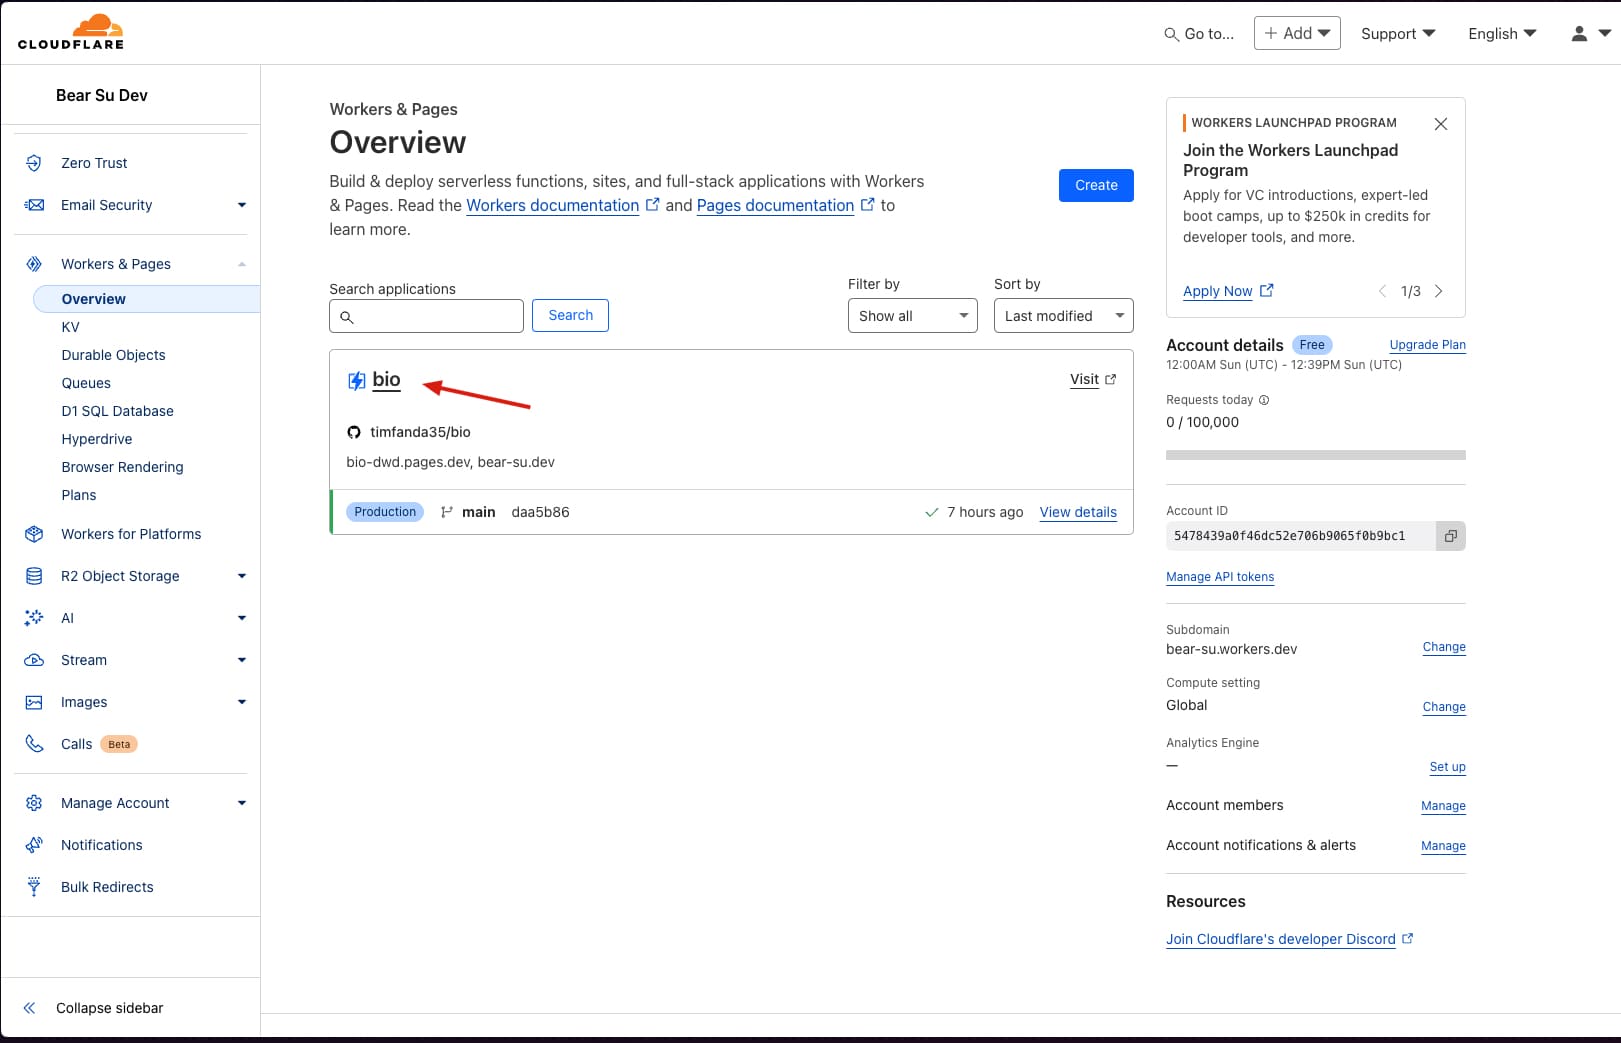 CLOUDFLARE
Go to...
+ Add
Support
English
Bear Su Dev
Zero Trust
Email Security
Workers & Pages
Overview
KV
Durable Objects
Queues
D1 SQL Database
Hyperdrive
Browser Rendering
Plans
Workers for Platforms
R2 Object Storage
AI
Stream
Images
Calls Beta
Manage Account
Notifications
Bulk Redirects
Collapse sidebar
Workers & Pages
Overview
Build & deploy serverless functions, sites, and full-stack applications with Workers
& Pages. Read the Workers documentation and Pages documentation to
learn more.
Create
Search applications
Search
Filter by
Show all
Sort by
Last modified
bio
Visit
timfanda35/bio
bio-dwd.pages.dev, bear-su.dev
Production main daa5b86 7 hours ago View details
WORKERS LAUNCHPAD PROGRAM
Join the Workers Launchpad
Program
Apply for VC introductions, expert-led
boot camps, up to $250k in credits for
developer tools, and more.
Apply Now
1/3
Account details Free Upgrade Plan
12:00AM Sun (UTC) - 12:39PM Sun (UTC)
Requests today
0 / 100,000
Account ID
5478439a0f46dc52e706b9065f0b9bc1
Manage API tokens
Subdomain
bear-su.workers.dev Change
Compute setting
Global Change
Analytics Engine
— Set up
Account members Manage
Account notifications & alerts Manage
Resources
Join Cloudflare's developer Discord